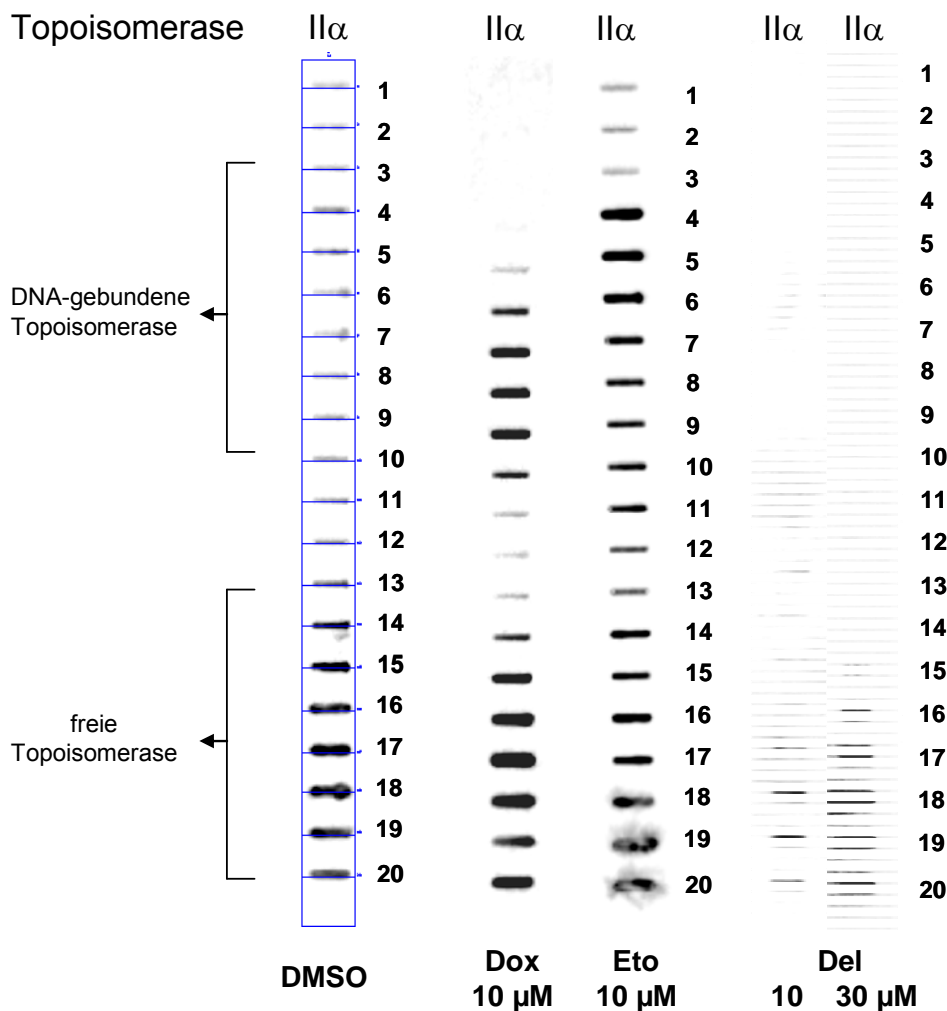 Topoisomerase IIα IIα IIα IIα IIα
1 1 1
2 2 2
3 3 3
4 4 4
5 5 5
6 6 6
DNA-gebundene
Topoisomerase
7 7 7
8 8 8
9 9 9
10 10 10
11 11 11
12 12 12
13 13 13
14 14 14
15 15 15
16 16 16
freie
Topoisomerase
17 17 17
18 18 18
19 19 19
20 20 20
DMSO Dox Eto Del
10 µM 10 µM 10 30 µM